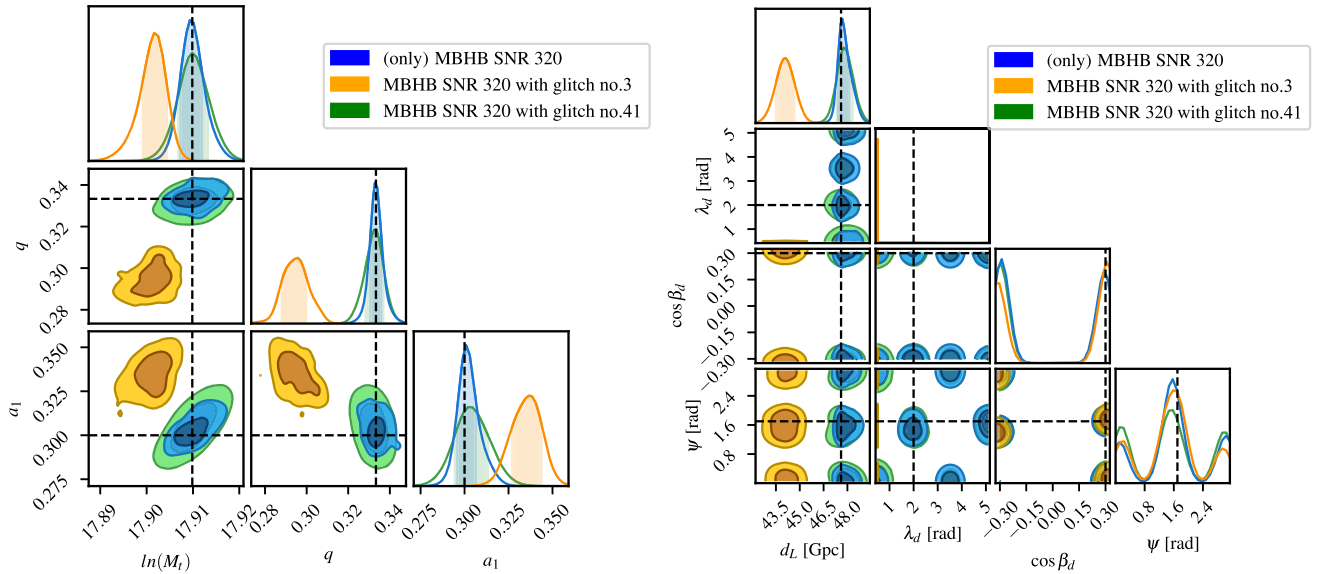 (only) MBHB SNR 320
MBHB SNR 320 with glitch no.3
MBHB SNR 320 with glitch no.41
0.34
0.32
0.30
0.28
q
0.350
0.325
0.300
0.275
a₁
17.89
17.90
17.91
17.92
ln(Mₜ)
0.28
0.30
0.32
0.34
q
0.275
0.300
0.325
0.350
a₁
(only) MBHB SNR 320
MBHB SNR 320 with glitch no.3
MBHB SNR 320 with glitch no.41
5
4
3
2
1
λ_d [rad]
0.30
0.15
0.00
−0.15
−0.30
cos β_d
2.4
1.6
0.8
ψ [rad]
43.5
45.0
46.5
48.0
d_L [Gpc]
1
2
3
4
5
λ_d [rad]
−0.30
−0.15
0.00
0.15
0.30
cos β_d
0.8
1.6
2.4
ψ [rad]